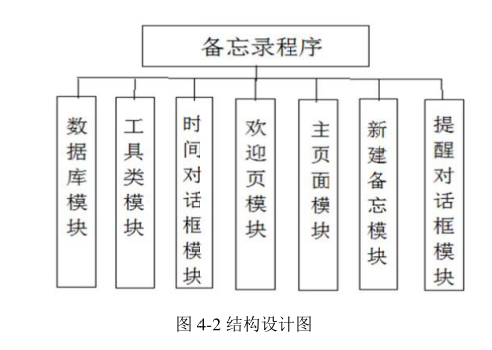 备忘录程序
数据库模块
工具类模块
时间对话框模块
欢迎页模块
主页面模块
新建备忘模块
提醒对话框模块
图 4-2 结构设计图